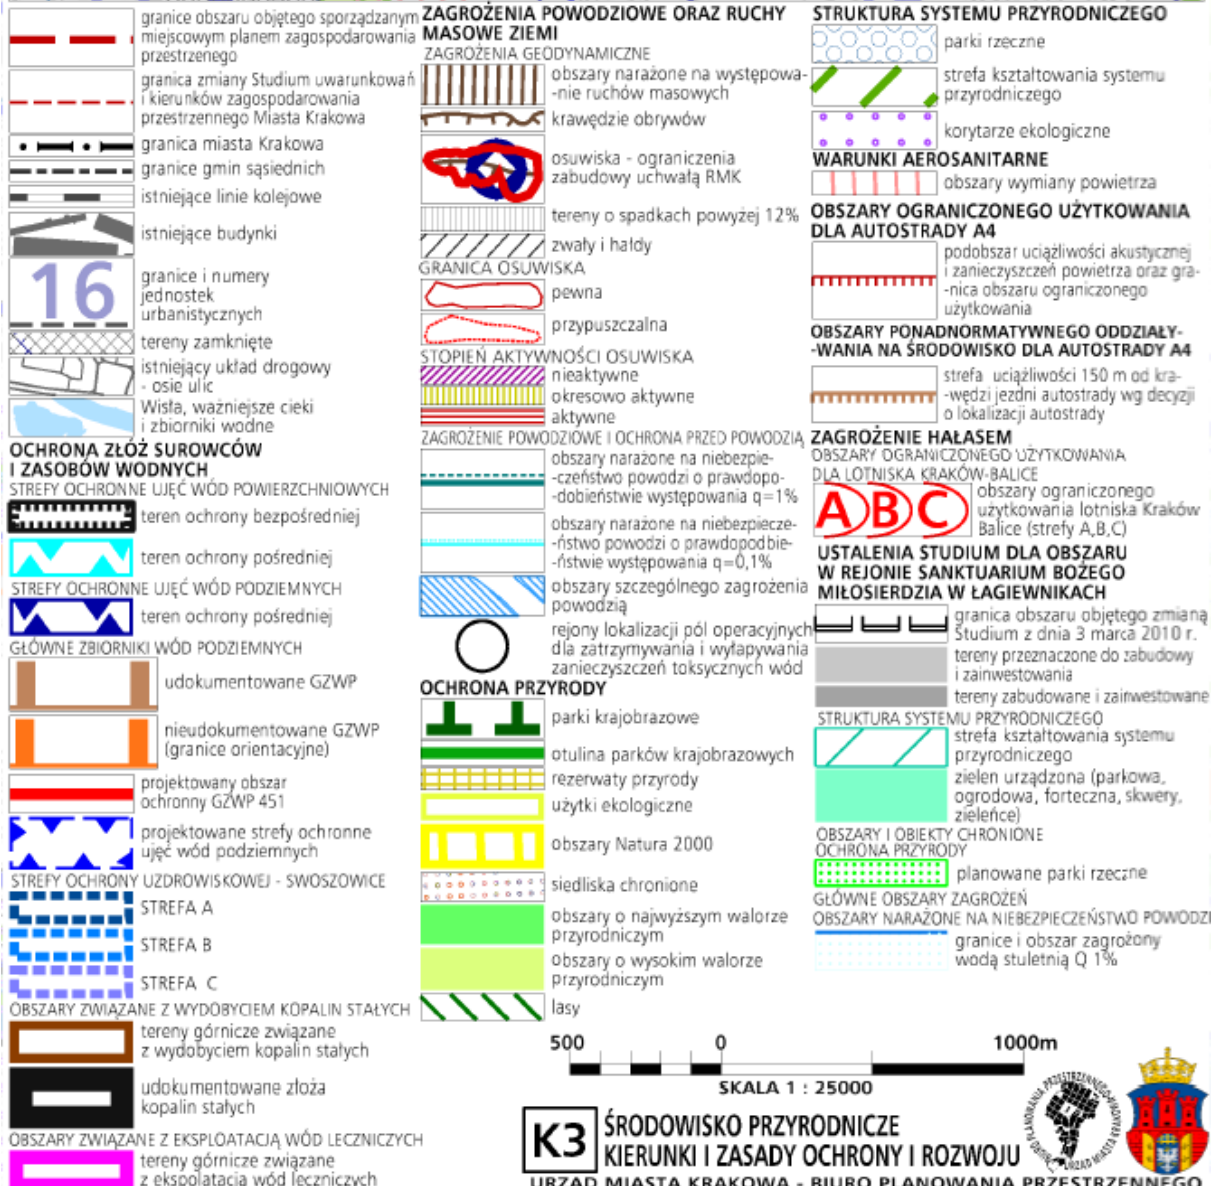 granice obszaru objętego sporządzanym
miejscowym planem zagospodarowania
przestrzenego
granica zmiany Studium uwarunkowań
i kierunków zagospodarowania
przestrzennego Miasta Krakowa
granica miasta Krakowa
granice gmin sąsiednich
istniejące linie kolejowe
istniejące budynki
16
granice i numery
jednostek
urbanistycznych
tereny zamknięte
istniejący układ drogowy
- osie ulic
Wisła, ważniejsze cieki
i zbiorniki wodne
OCHRONA ZŁÓŻ SUROWCÓW
I ZASOBÓW WODNYCH
STREFY OCHRONNE UJĘĆ WÓD POWIERZCHNIOWYCH
teren ochrony bezpośredniej
teren ochrony pośredniej
STREFY OCHRONNE UJĘĆ WÓD PODZIEMNYCH
teren ochrony pośredniej
GŁÓWNE ZBIORNIKI WÓD PODZIEMNYCH
udokumentowane GZWP
nieudokumentowane GZWP
(granice orientacyjne)
projektowany obszar
ochronny GZWP 451
projektowane strefy ochronne
ujęć wód podziemnych
STREFY OCHRONY UZDROWISKOWEJ - SWOSZOWICE
STREFA A
STREFA B
STREFA C
OBSZARY ZWIĄZANE Z WYDOBYCIEM KOPALIN STAŁYCH
tereny górnicze związane
z wydobyciem kopalin stałych
udokumentowane złoża
kopalin stałych
OBSZARY ZWIĄZANE Z EKSPLOATACJĄ WÓD LECZNICZYCH
tereny górnicze związane
z ekspolatacją wód leczniczych
ZAGROŻENIA POWODZIOWE ORAZ RUCHY
MASOWE ZIEMI
ZAGROŻENIA GEODYNAMICZNE
obszary narażone na występowa-
-nie ruchów masowych
krawędzie obrywów
osuwiska - ograniczenia
zabudowy uchwałą RMK
tereny o spadkach powyżej 12%
zwały i hałdy
GRANICA OSUWISKA
pewna
przypuszczalna
STOPIEŃ AKTYWNOŚCI OSUWISKA
nieaktywne
okresowo aktywne
aktywne
ZAGROŻENIE POWODZIOWE I OCHRONA PRZED POWODZIĄ
obszary narażone na niebezpie-
-czeństwo powodzi o prawdopo-
-dobieństwie występowania q=1%
obszary narażone na niebezpiecze-
-ństwo powodzi o prawdopodbie-
-ństwie występowania q=0,1%
obszary szczególnego zagrożenia
powodzią
rejony lokalizacji pól operacyjnych
dla zatrzymywania i wyłapywania
zanieczyszczeń toksycznych wód
OCHRONA PRZYRODY
parki krajobrazowe
otulina parków krajobrazowych
rezerwaty przyrody
użytki ekologiczne
obszary Natura 2000
siedliska chronione
obszary o najwyższym walorze
przyrodniczym
obszary o wysokim walorze
przyrodniczym
lasy
STRUKTURA SYSTEMU PRZYRODNICZEGO
parki rzeczne
strefa kształtowania systemu
przyrodniczego
korytarze ekologiczne
WARUNKI AEROSANITARNE
obszary wymiany powietrza
OBSZARY OGRANICZONEGO UŻYTKOWANIA
DLA AUTOSTRADY A4
podobszar uciążliwości akustycznej
i zanieczyszczeń powietrza oraz gra-
-nica obszaru ograniczonego
użytkowania
OBSZARY PONADNORMATYWNEGO ODDZIAŁY-
-WANIA NA ŚRODOWISKO DLA AUTOSTRADY A4
strefa uciążliwości 150 m od kra-
-wędzi jezdni autostrady wg decyzji
o lokalizacji autostrady
ZAGROŻENIE HAŁASEM
OBSZARY OGRANICZONEGO UŻYTKOWANIA
DLA LOTNISKA KRAKÓW-BALICE
A B C
obszary ograniczonego
użytkowania lotniska Kraków
Balice (strefy A,B,C)
USTALENIA STUDIUM DLA OBSZARU
W REJONIE SANKTUARIUM BOŻEGO
MIŁOSIERDZIA W ŁAGIEWNIKACH
granica obszaru objętego zmianą
Studium z dnia 3 marca 2010 r.
tereny przeznaczone do zabudowy
i zainwestowania
tereny zabudowane i zainwestowane
STRUKTURA SYSTEMU PRZYRODNICZEGO
strefa kształtowania systemu
przyrodniczego
zielen urządzona (parkowa,
ogrodowa, forteczna, skwery,
zieleńce)
OBSZARY I OBIEKTY CHRONIONE
OCHRONA PRZYRODY
planowane parki rzeczne
GŁÓWNE OBSZARY ZAGROŻEŃ
OBSZARY NARAŻONE NA NIEBEZPIECZEŃSTWO POWODZI
granice i obszar zagrożony
wodą stuletnią Q 1%
500 0 1000m
SKALA 1 : 25000
K3
ŚRODOWISKO PRZYRODNICZE
KIERUNKI I ZASADY OCHRONY I ROZWOJU
URZĄD MIASTA KRAKOWA - BIURO PLANOWANIA PRZESTRZENNEGO